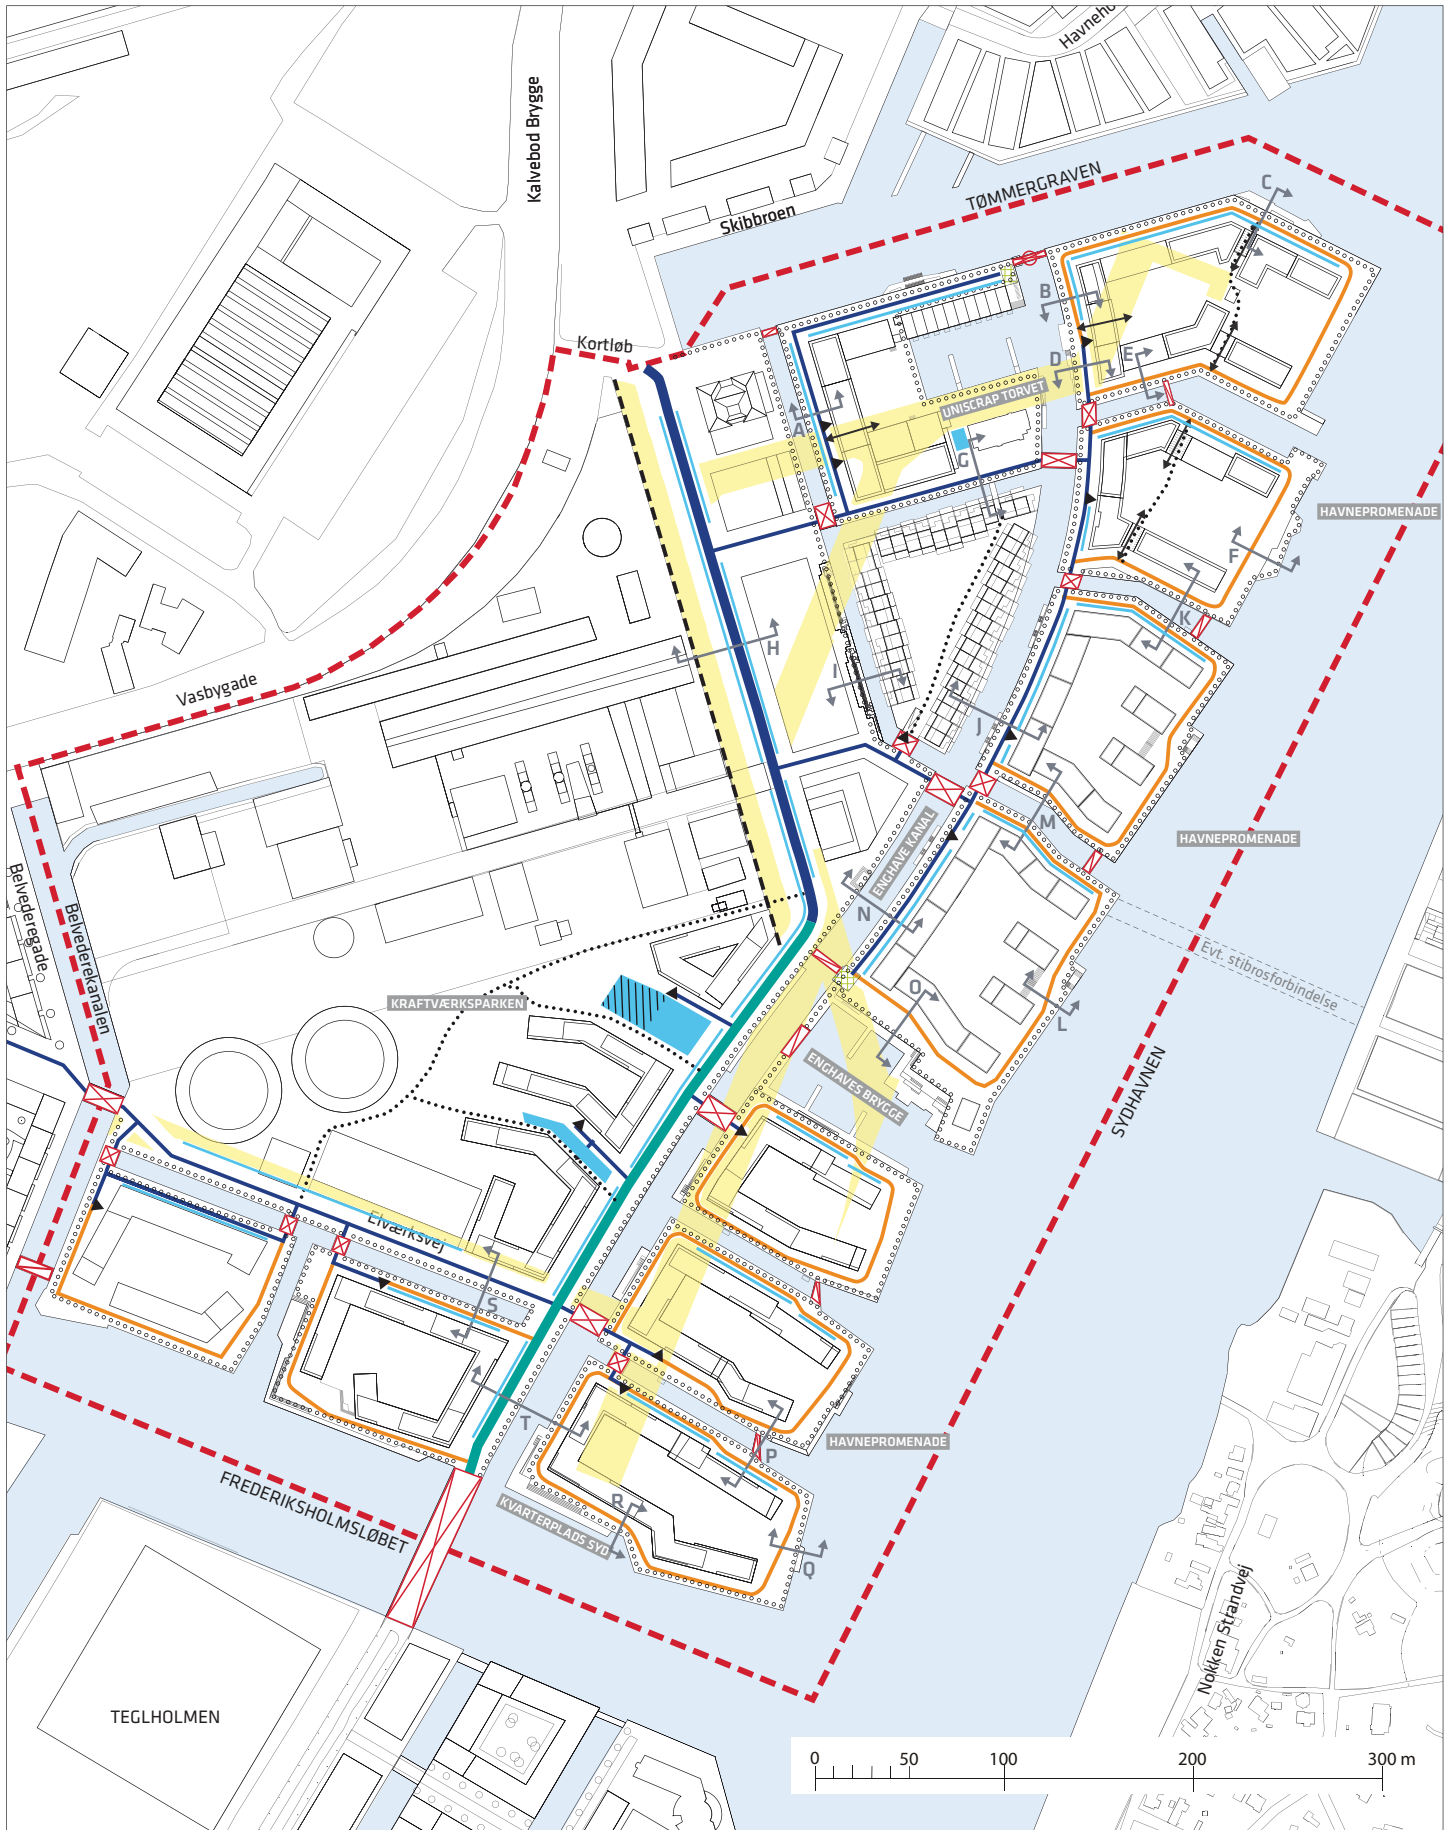 Havneho
Kalvebod Brygge
TØMMERGRAVEN
C
Skibbroen
B
Kortløb
D
E
UNISCRAP TORVET
A
G
HAVNEPROMENADE
F
K
H
I
Vasbygade
J
M
HAVNEPROMENADE
ENGHAVE KANAL
Belvederegade
Belvederekanalen
N
Evt. stibrosforbindelse
O
KRAFTVÆRKSPARKEN
L
ENGHAVES BRYGGE
SYDHAVNEN
Elværksvej
S
T
HAVNEPROMENADE
P
R
KVARTERPLADS SYD
FREDERIKSHOLMSLØBET
Q
Nokken Strandvej
TEGLHOLMEN
0 50 100 200 300 m